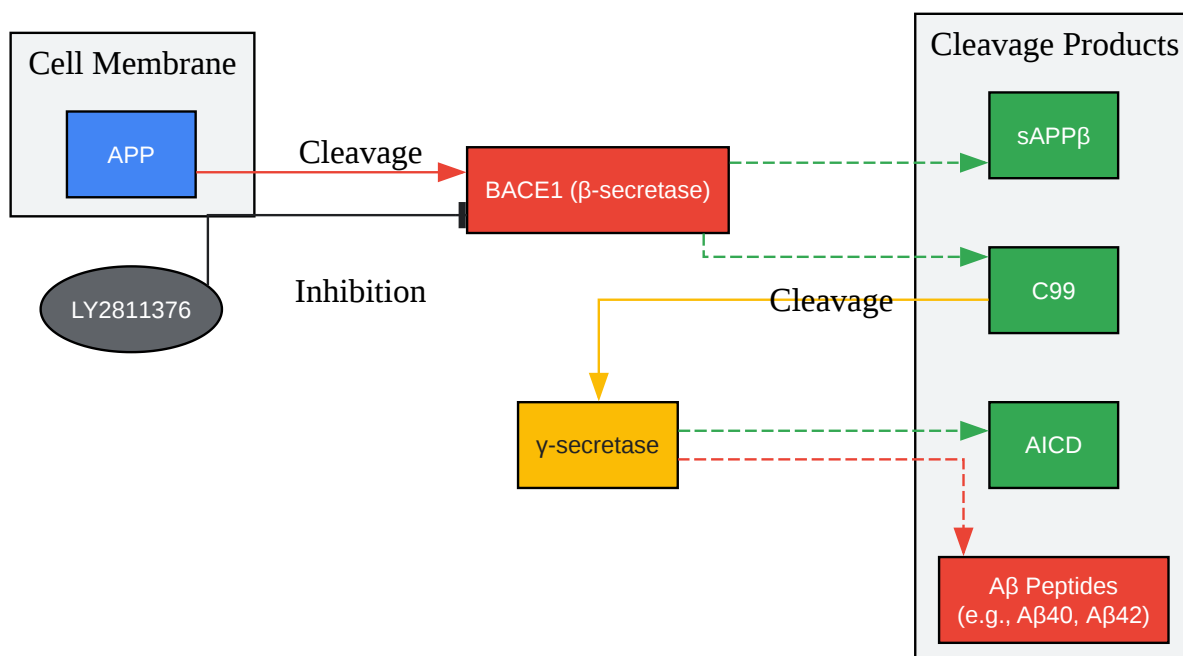 Cell Membrane
APP
Cleavage
BACE1 (β-secretase)
LY2811376
Inhibition
Cleavage Products
sAPPβ
C99
Cleavage
γ-secretase
AICD
Aβ Peptides
(e.g., Aβ40, Aβ42)